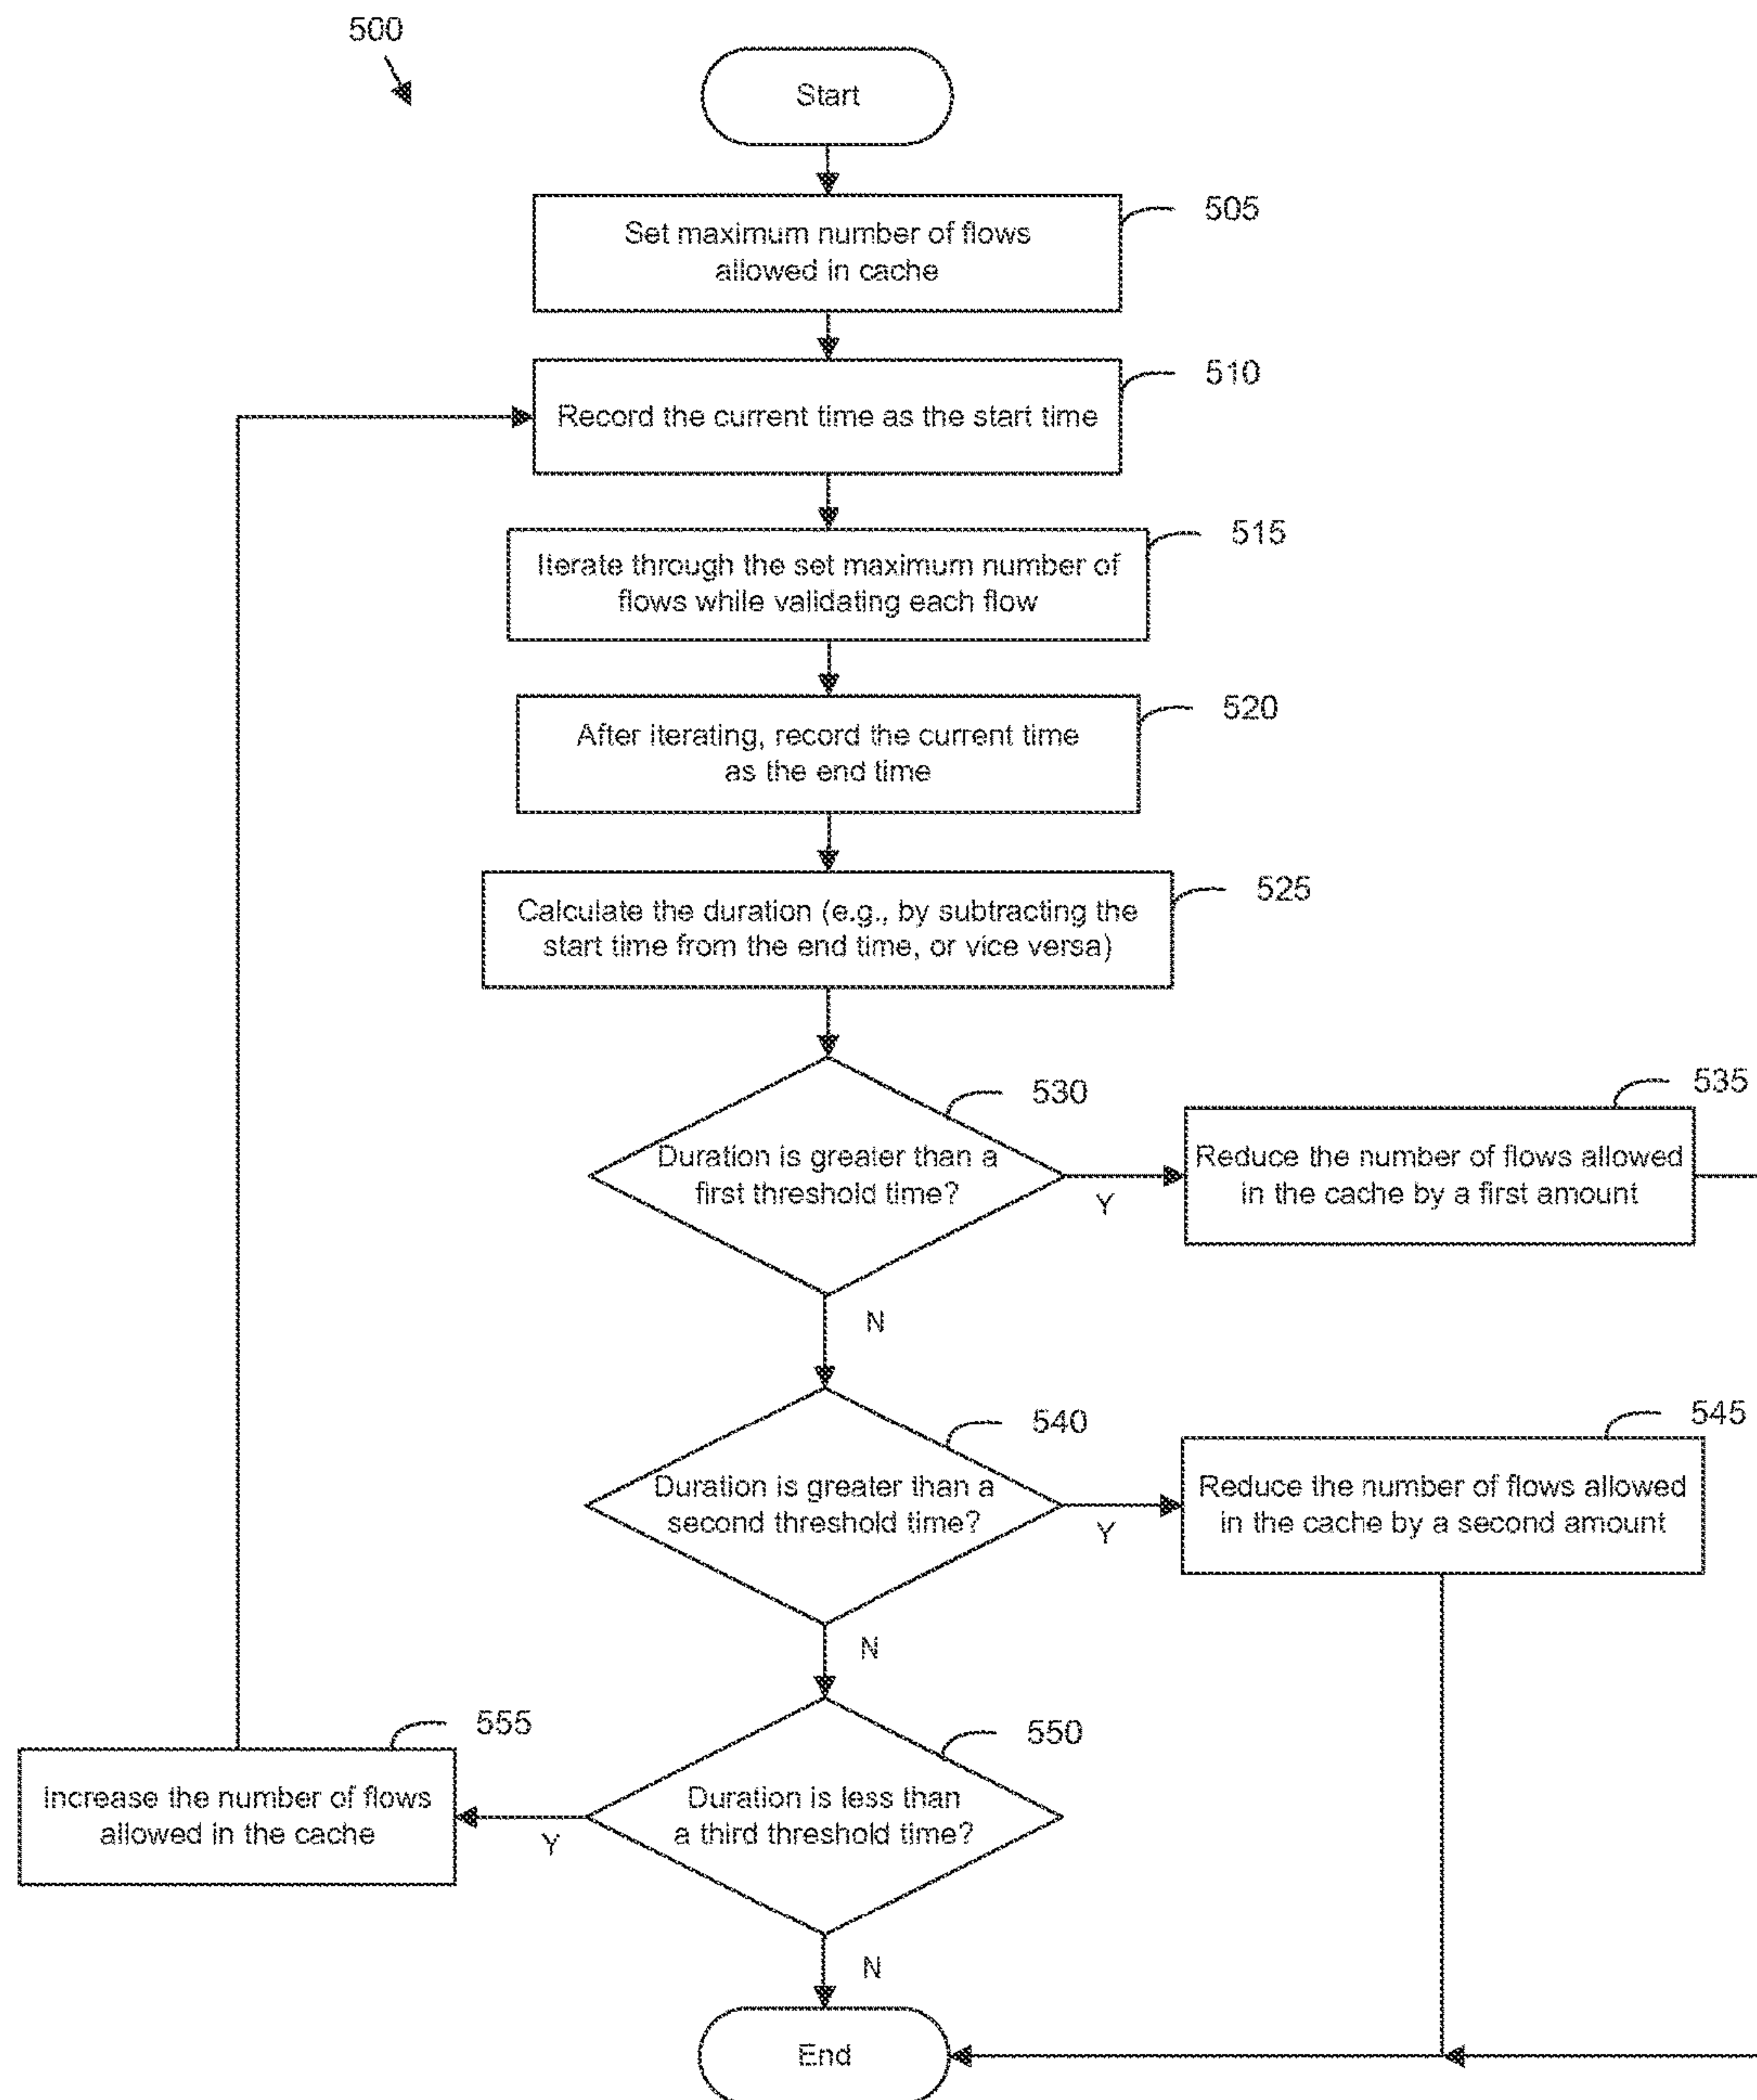 500
Start
505
Set maximum number of flows
allowed in cache
510
Record the current time as the start time
515
Iterate through the set maximum number of
flows while validating each flow
520
After iterating, record the current time
as the end time
525
Calculate the duration (e.g., by subtracting the
start time from the end time, or vice versa)
530
Duration is greater than a
first threshold time?
Y
535
Reduce the number of flows allowed
in the cache by a first amount
N
540
Duration is greater than a
second threshold time?
Y
545
Reduce the number of flows allowed
in the cache by a second amount
N
550
Duration is less than
a third threshold time?
Y
555
Increase the number of flows
allowed in the cache
N
End